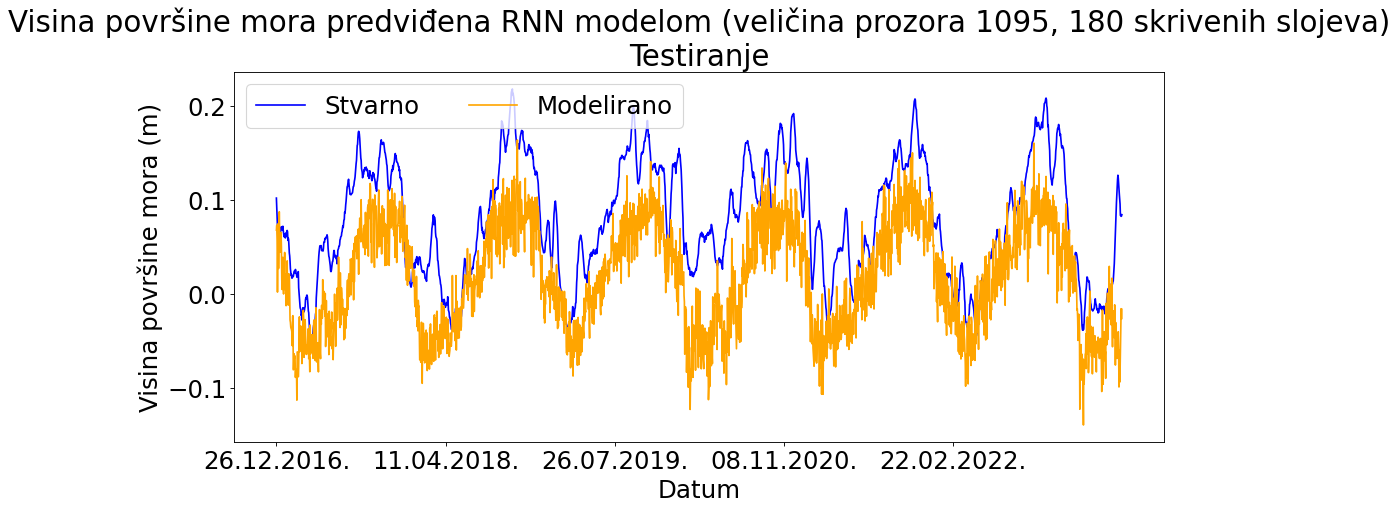 Visina površine mora predviđena RNN modelom (veličina prozora 1095, 180 skrivenih slojeva)
Testiranje
Stvarno
Modelirano
Visina površine mora (m)
0.2
0.1
0.0
−0.1
26.12.2016.
11.04.2018.
26.07.2019.
08.11.2020.
22.02.2022.
Datum